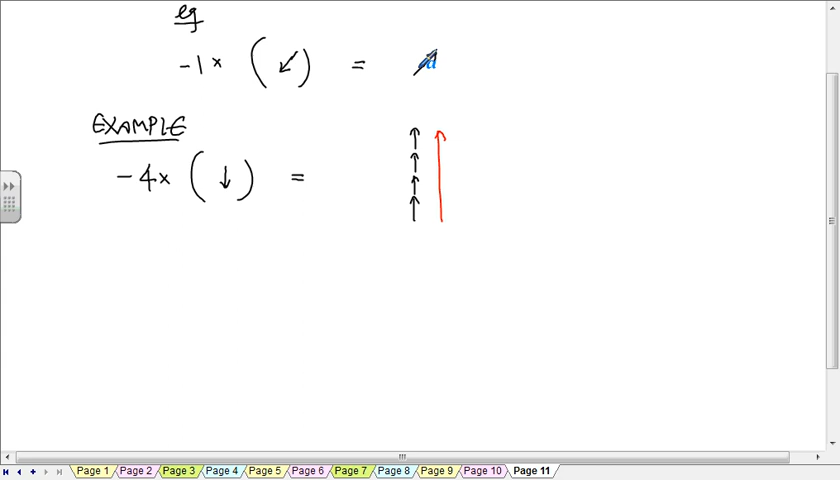 eg
-1 × ( ↙ ) =
EXAMPLE
-4 × ( ↓ ) =
Page 1 Page 2 Page 3 Page 4 Page 5 Page 6 Page 7 Page 8 Page 9 Page 10 Page 11